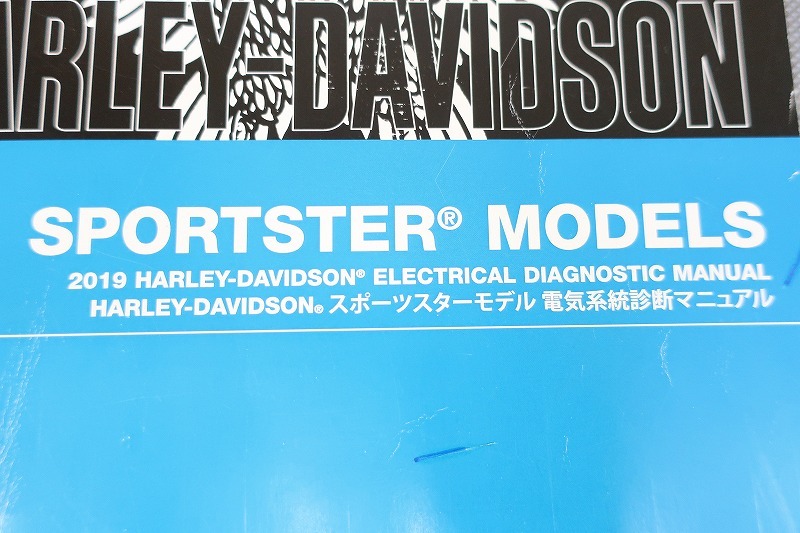 ARLEY-DAVIDSON
SPORTSTER® MODELS
2019 HARLEY-DAVIDSON® ELECTRICAL DIAGNOSTIC MANUAL
HARLEY-DAVIDSON® スポーツスターモデル 電気系統診断マニュアル